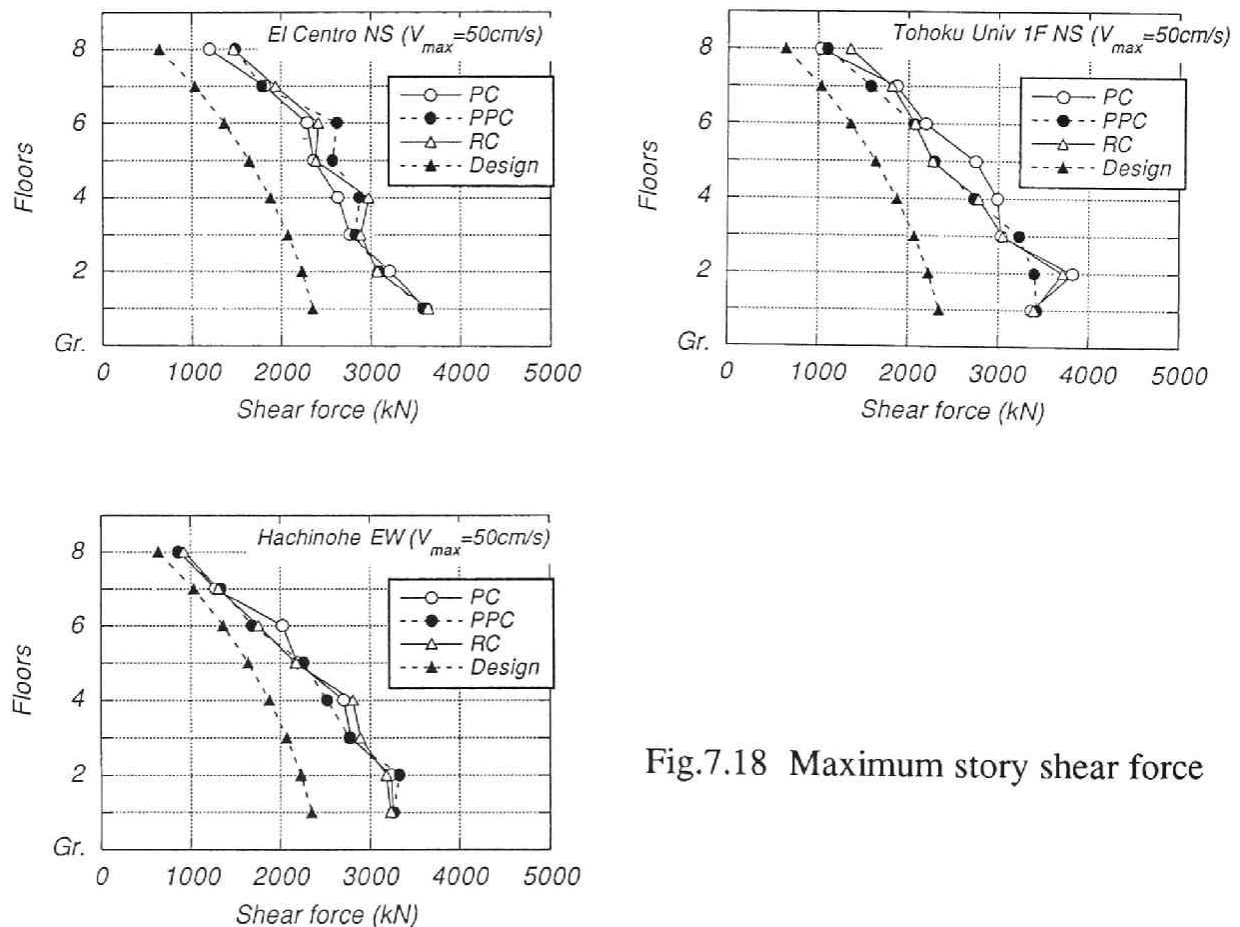 El Centro NS (Vmax=50cm/s)
PC
PPC
RC
Design
8
6
4
2
Gr.
Floors
0 1000 2000 3000 4000 5000
Shear force (kN)
Tohoku Univ 1F NS (Vmax=50cm/s)
PC
PPC
RC
Design
8
6
4
2
Gr.
Floors
0 1000 2000 3000 4000 5000
Shear force (kN)
Hachinohe EW (Vmax=50cm/s)
PC
PPC
RC
Design
8
6
4
2
Gr.
Floors
0 1000 2000 3000 4000 5000
Shear force (kN)
Fig.7.18 Maximum story shear force